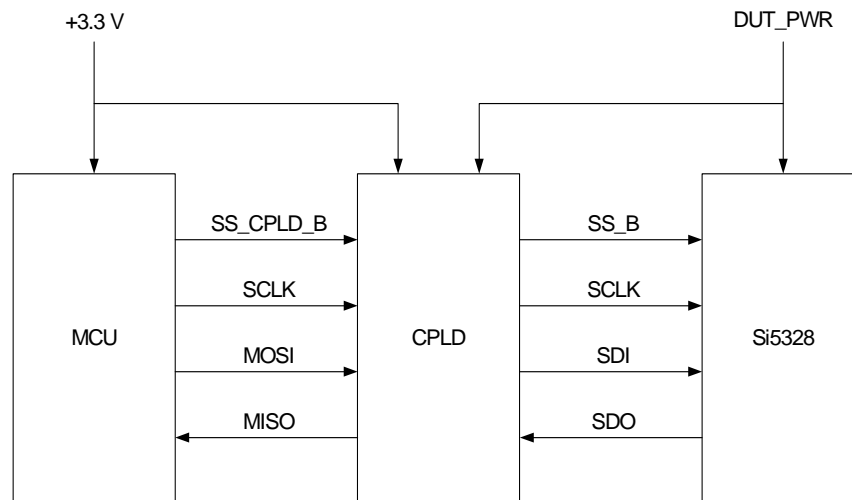 +3.3 V
DUT_PWR
SS_CPLD_B
SS_B
SCLK
SCLK
MCU
CPLD
Si5328
MOSI
SDI
MISO
SDO